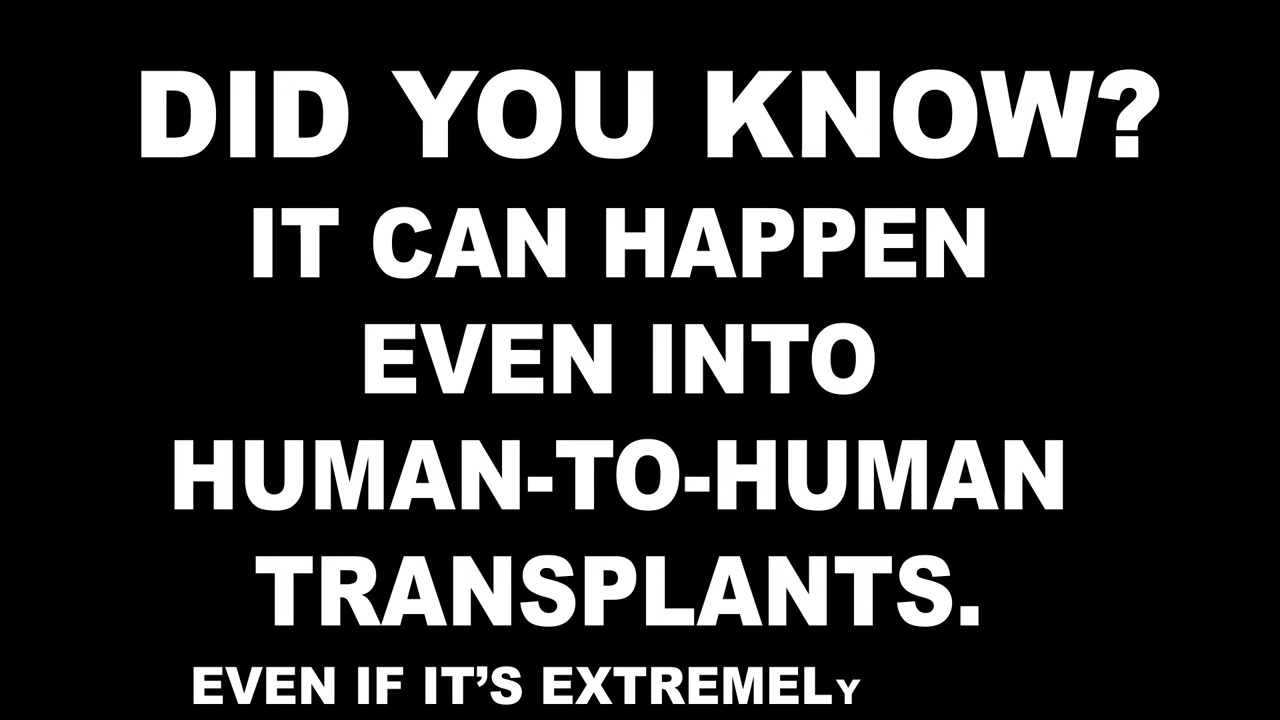 DID YOU KNOW?
IT CAN HAPPEN
EVEN INTO
HUMAN-TO-HUMAN
TRANSPLANTS.
EVEN IF IT’S EXTREMELY